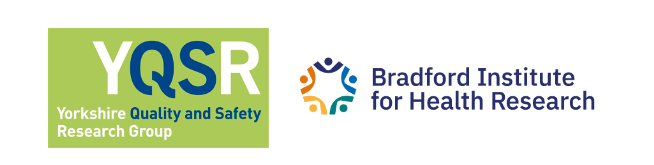 YQSR
Yorkshire Quality and Safety
Research Group
Bradford Institute
for Health Research